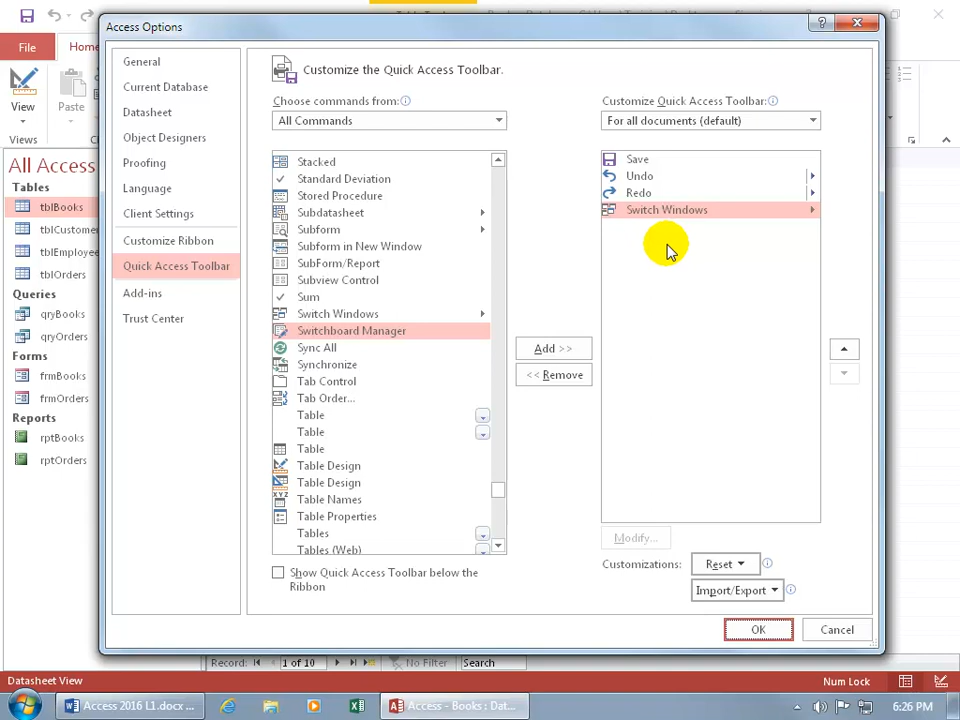 Access Options
File
Home
View
Paste
Views
All Access
Tables
tblBooks
tblCustome
tblEmployee
tblOrders
Queries
qryBooks
qryOrders
Forms
frmBooks
frmOrders
Reports
rptBooks
rptOrders
General
Current Database
Datasheet
Object Designers
Proofing
Language
Client Settings
Customize Ribbon
Quick Access Toolbar
Add-ins
Trust Center
Customize the Quick Access Toolbar.
Choose commands from:
All Commands
Stacked
Standard Deviation
Stored Procedure
Subdatasheet
Subform
Subform in New Window
SubForm/Report
Subview Control
Sum
Switch Windows
Switchboard Manager
Sync All
Synchronize
Tab Control
Tab Order...
Table
Table
Table
Table Design
Table Design
XYZ Table Names
Table Properties
Tables
Tables (Web)
Show Quick Access Toolbar below the
Ribbon
Add >>
<< Remove
Customize Quick Access Toolbar:
For all documents (default)
Save
Undo
Redo
Switch Windows
Modify...
Customizations: Reset
Import/Export
OK Cancel
Record: 1 of 10 No Filter Search
Datasheet View Num Lock
Access 2016 L1.docx ... Access - Books : Dat... 6:26 PM